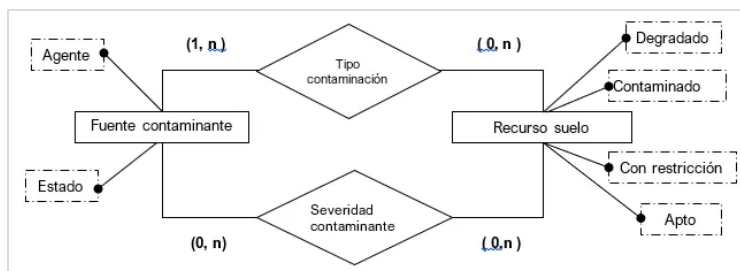 (1, n )
( 0, n )
Agente
Degradado
Tipo
contaminación
Contaminado
Fuente contaminante
Recurso suelo
Con restricción
Estado
Severidad
contaminante
Apto
(0, n)
( 0,n )